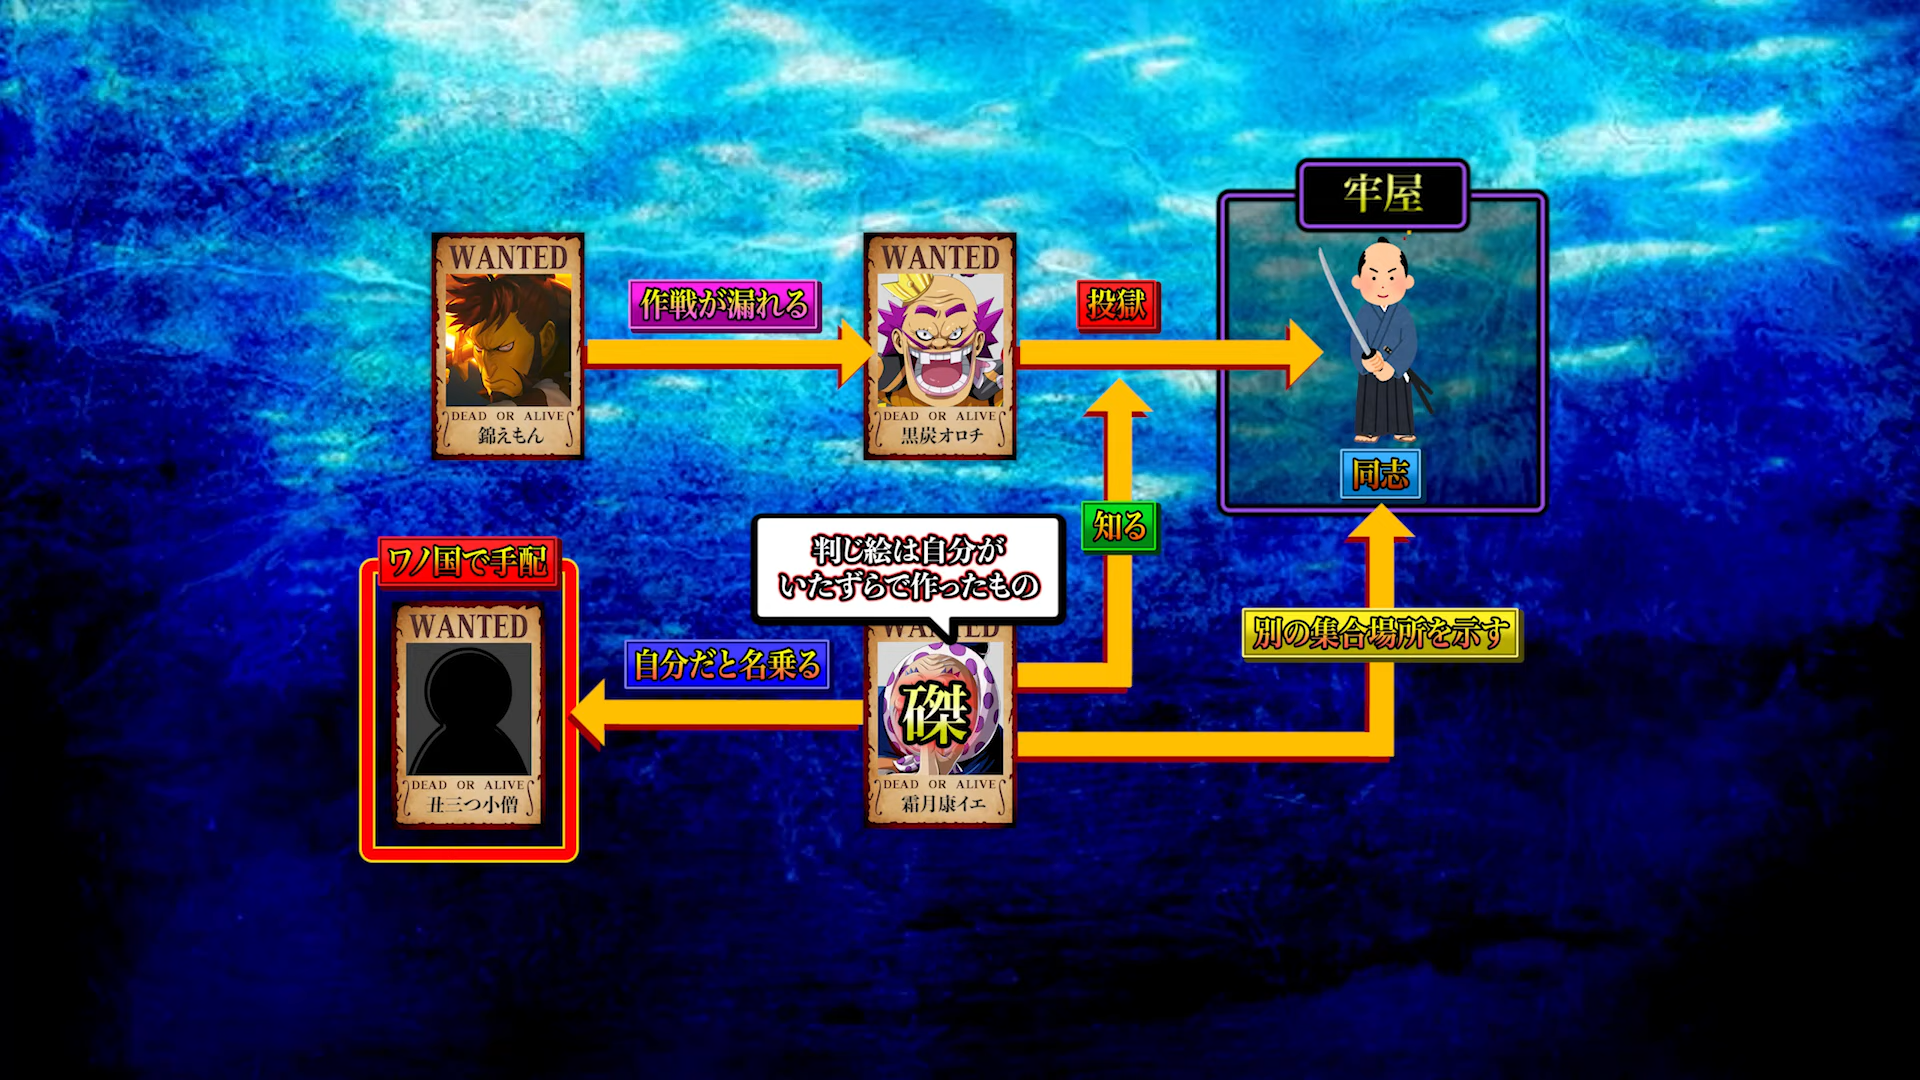 牢屋
WANTED
DEAD OR ALIVE
錦えもん
作戦が漏れる
WANTED
DEAD OR ALIVE
黒炭オロチ
投獄
同志
知る
判じ絵は自分が
いたずらで作ったもの
ワノ国で手配
WANTED
DEAD OR ALIVE
丑三つ小僧
自分だと名乗る
WANTED
磔
DEAD OR ALIVE
霜月康イエ
別の集合場所を示す